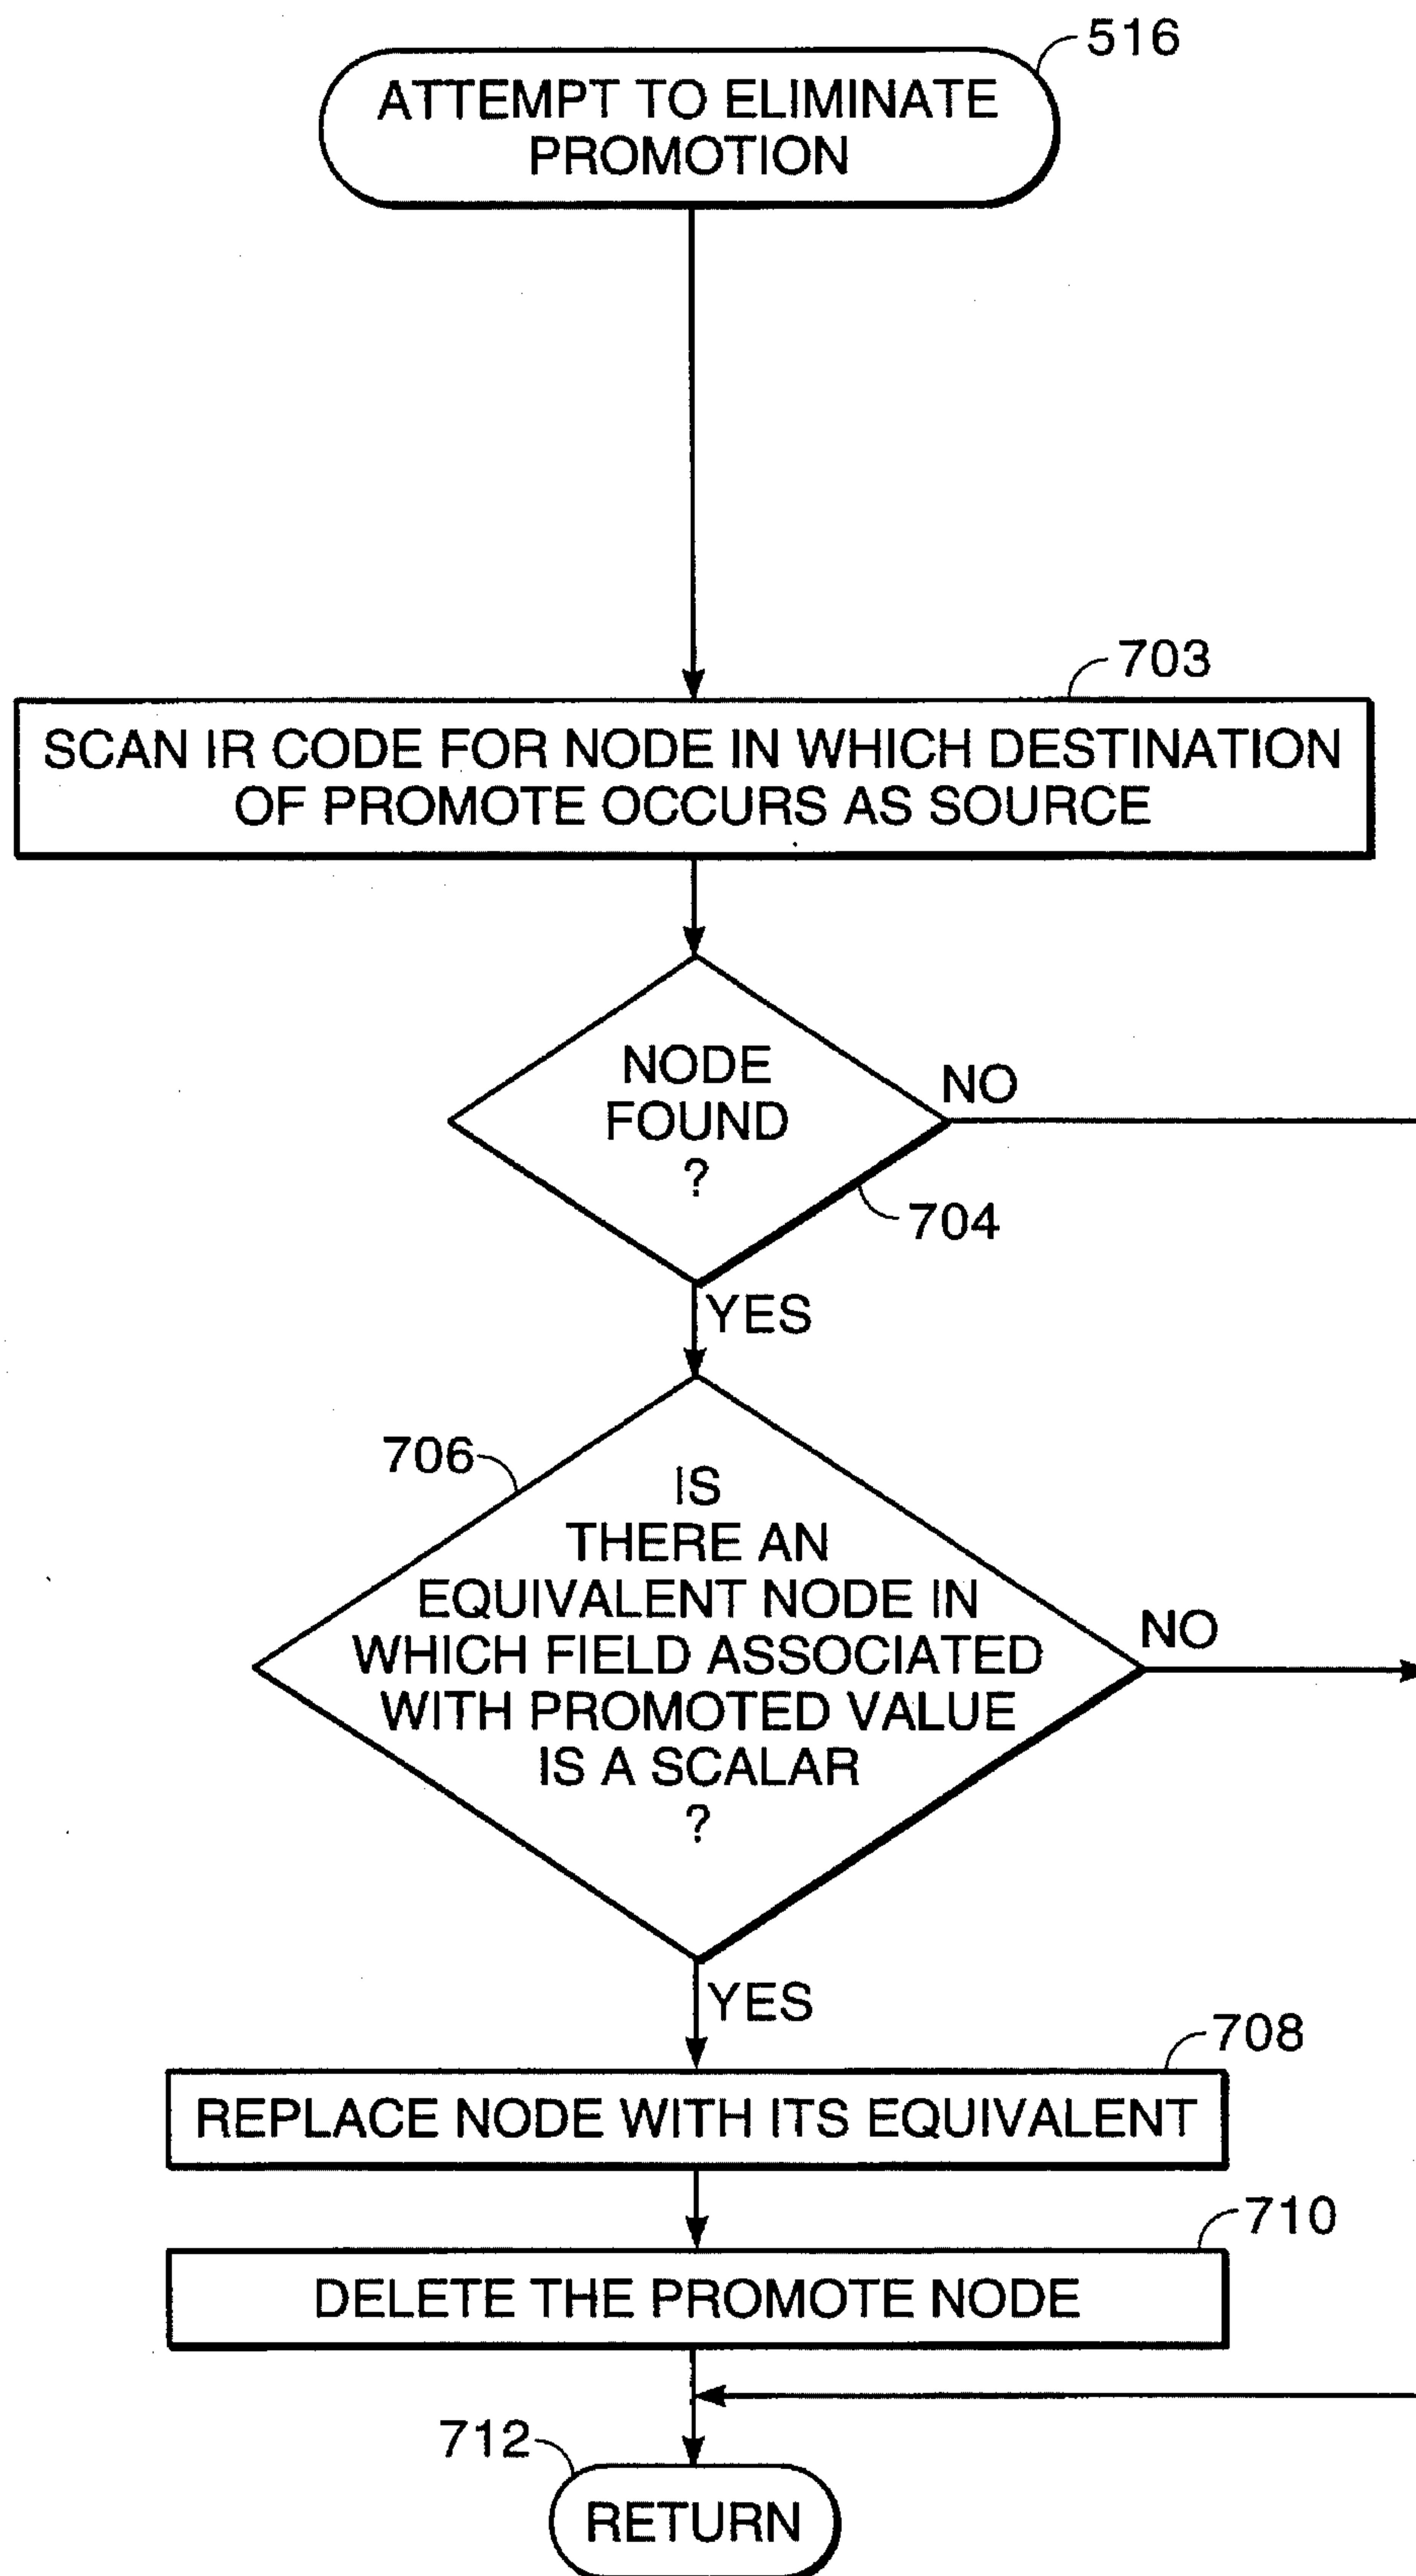 516
ATTEMPT TO ELIMINATE
PROMOTION
703
SCAN IR CODE FOR NODE IN WHICH DESTINATION
OF PROMOTE OCCURS AS SOURCE
NODE
FOUND
?
NO
704
YES
706
IS
THERE AN
EQUIVALENT NODE IN
WHICH FIELD ASSOCIATED
WITH PROMOTED VALUE
IS A SCALAR
?
NO
YES
708
REPLACE NODE WITH ITS EQUIVALENT
710
DELETE THE PROMOTE NODE
712
RETURN